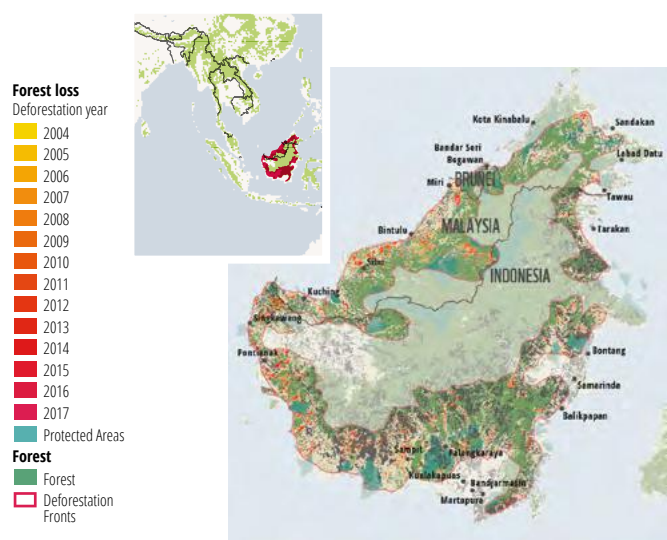 Forest loss
Deforestation year
2004
2005
2006
2007
2008
2009
2010
2011
2012
2013
2014
2015
2016
2017
Protected Areas
Forest
Forest
Deforestation
Fronts
Kota Kinabalu
Sandakan
Bandar Seri
Begawan
Lahad Datu
BRUNEI
Miri
Tawau
MALAYSIA
Bintulu
Tarakan
Sibu
INDONESIA
Kuching
Singkawang
Pontianak
Bontang
Samarinda
Balikpapan
Sampit
Palangkaraya
Kualakapuas
Bandjarmasin
Martapura